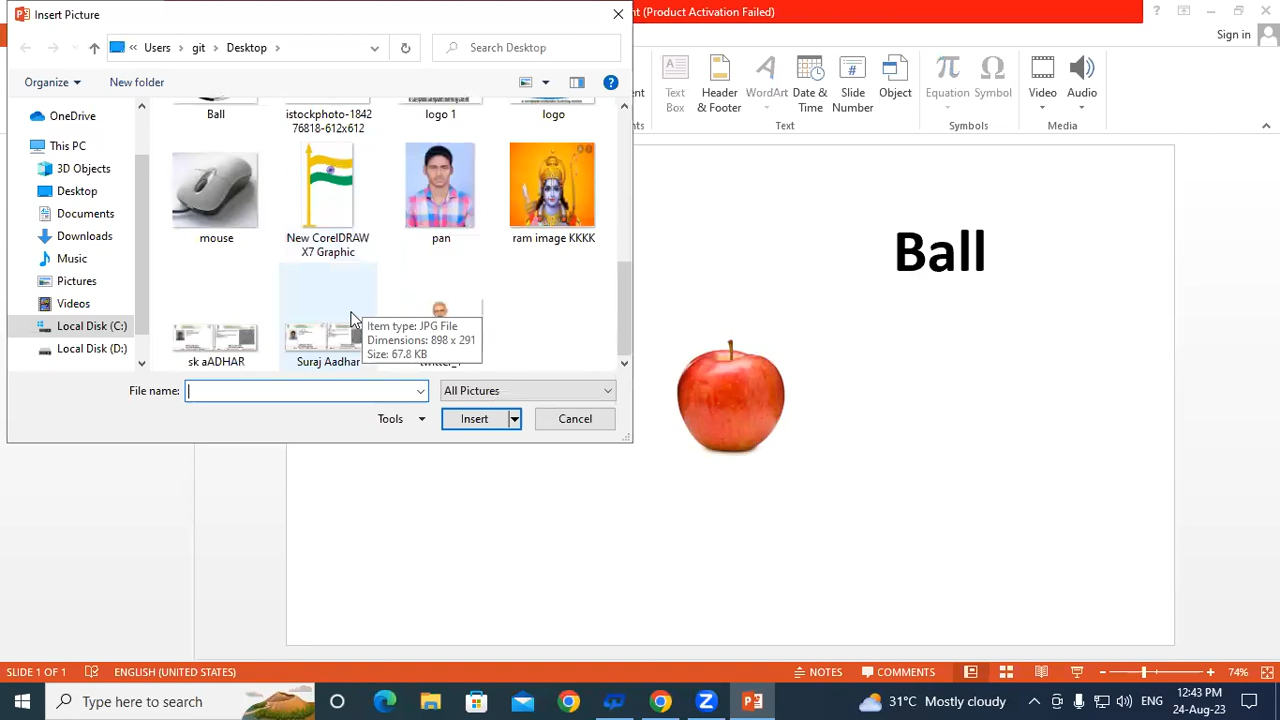 Insert Picture
ent (Product Activation Failed)
Sign in
Users
git
Desktop
Search Desktop
Organize
New folder
Text
Box
Header
& Footer
WordArt
Date &
Time
Slide
Number
Object
Equation
Symbol
Video
Audio
Text
Symbols
Media
OneDrive
This PC
3D Objects
Desktop
Documents
Downloads
Music
Pictures
Videos
Local Disk (C:)
Local Disk (D:)
Ball
istockphoto-1842
76818-612x612
logo 1
logo
mouse
New CorelDRAW
X7 Graphic
pan
ram image KKKK
sk aADHAR
Suraj Aadhar
Item type: JPG File
Dimensions: 898 x 291
Size: 67.8 KB
File name:
All Pictures
Tools
Insert
Cancel
Ball
SLIDE 1 OF 1
ENGLISH (UNITED STATES)
NOTES
COMMENTS
74%
Type here to search
31°C Mostly cloudy
ENG
12:43 PM
24-Aug-23